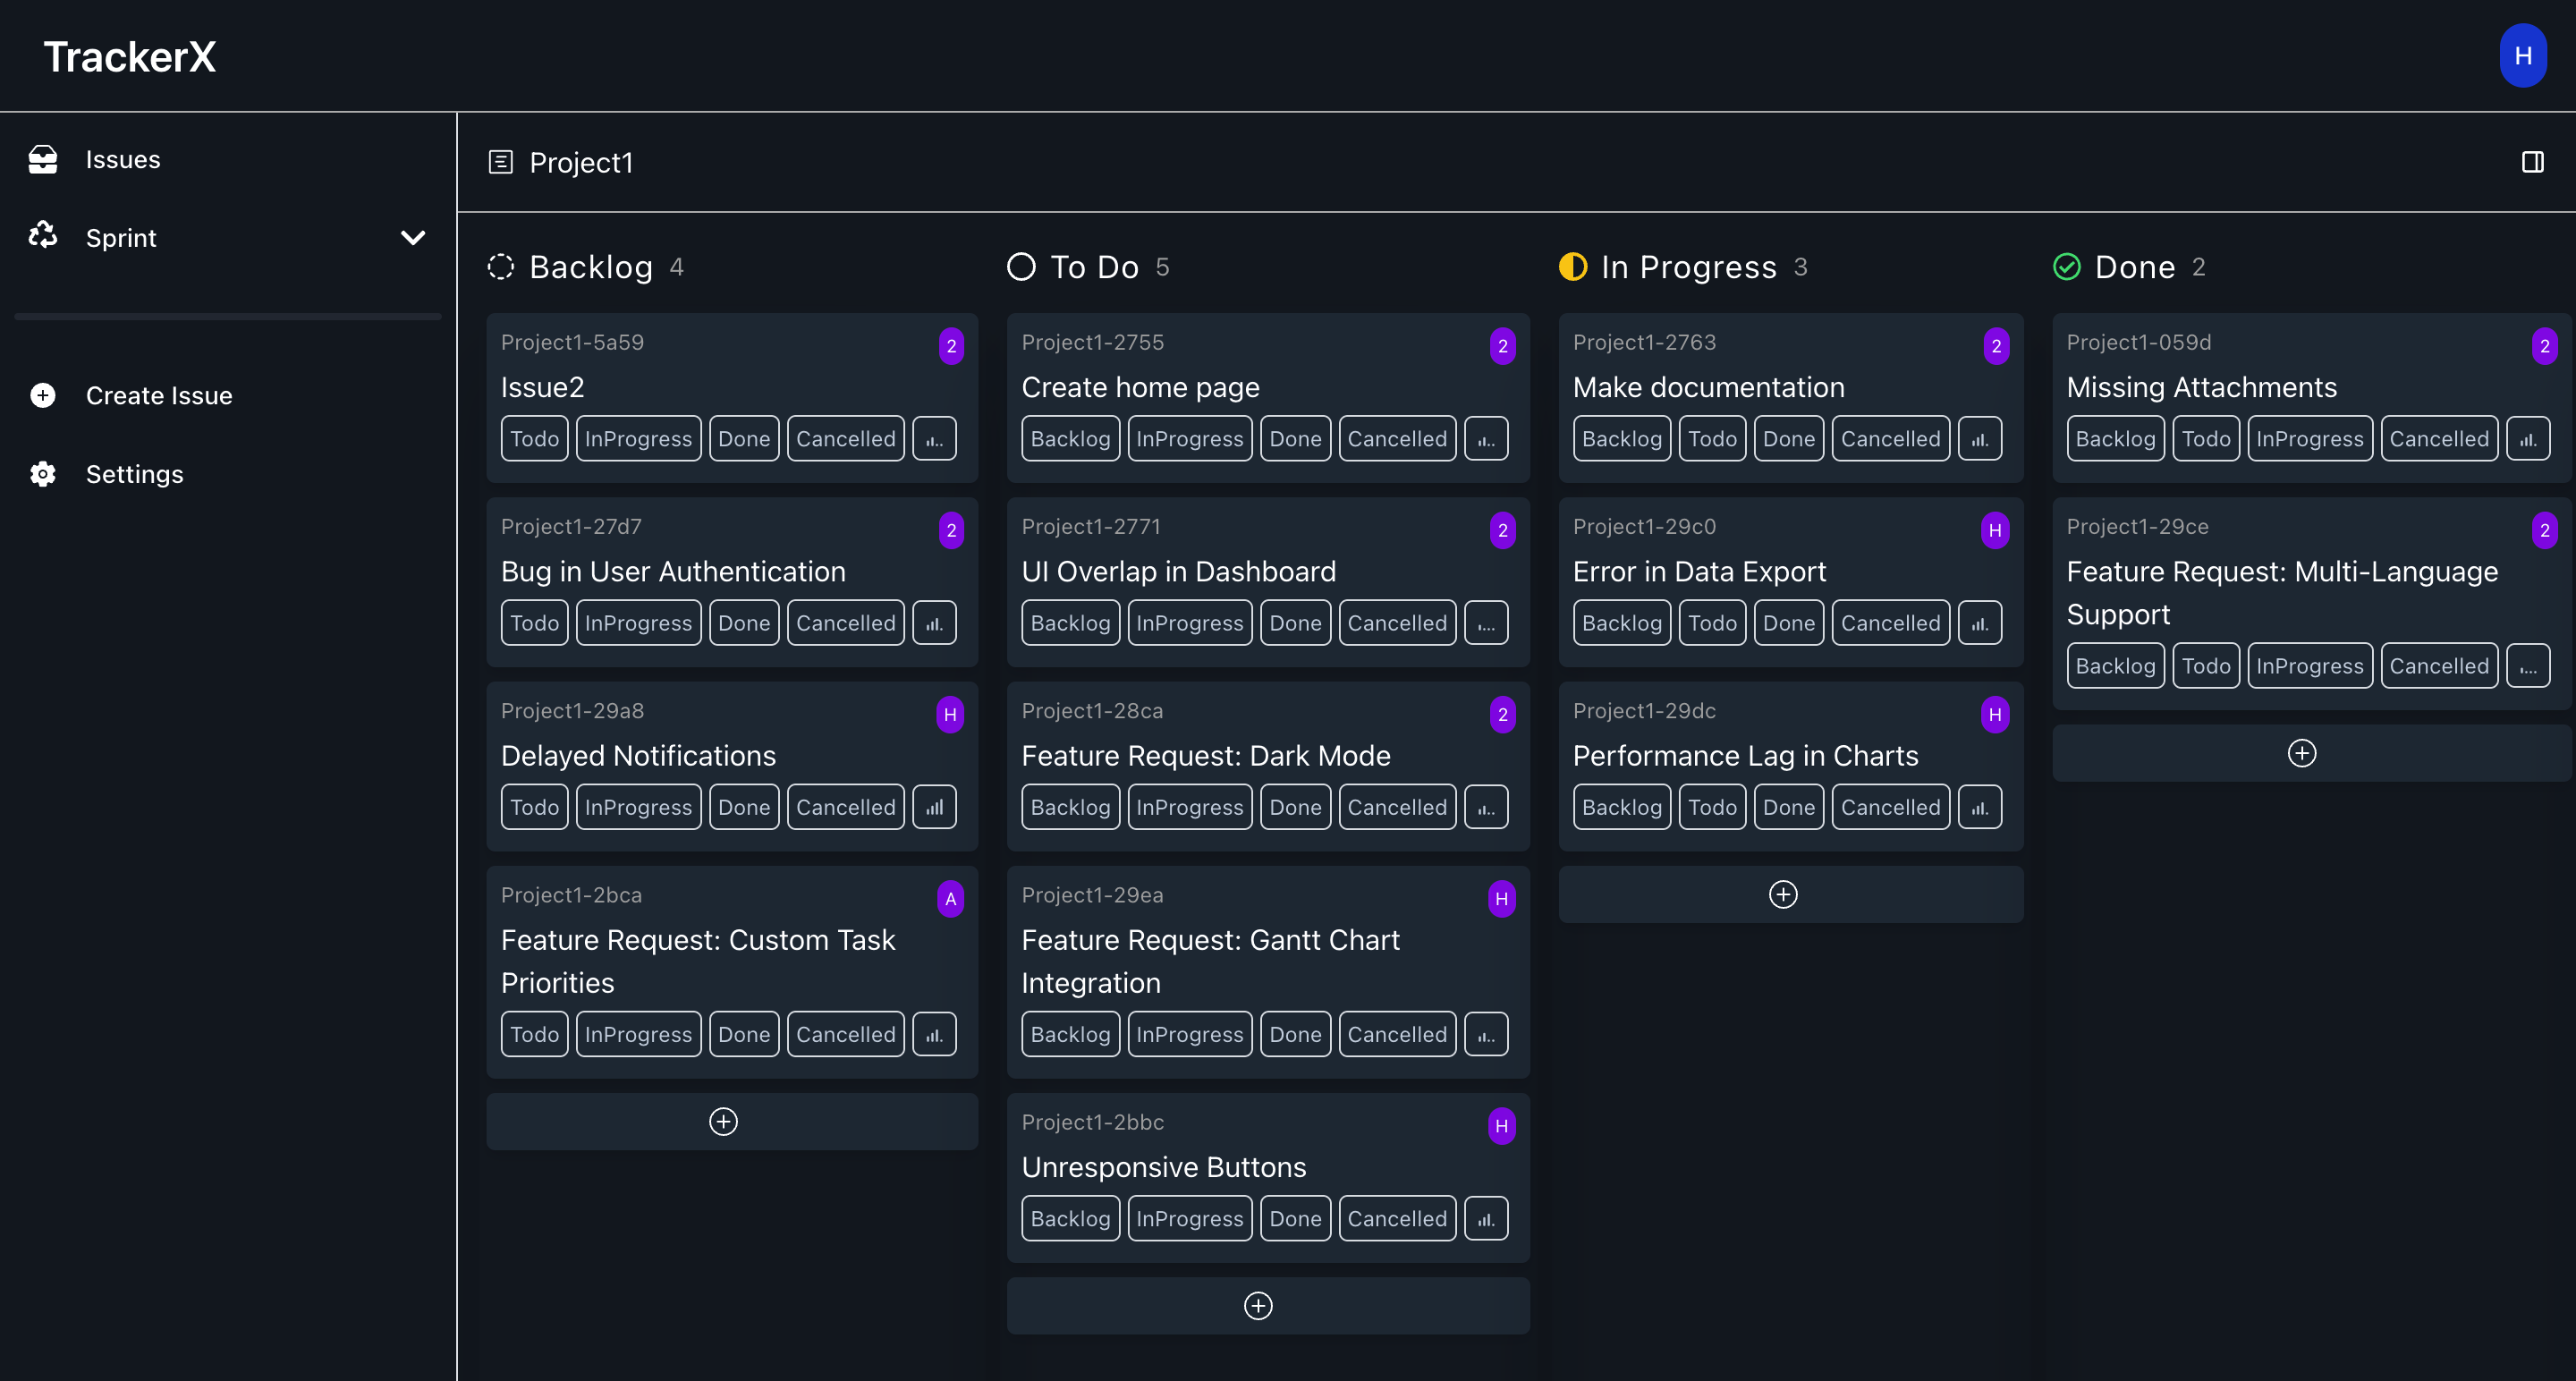 TrackerX
H
Issues
Sprint
Create Issue
Settings
Project1
Backlog 4
Project1-5a59 2
Issue2
Todo InProgress Done Cancelled
Project1-27d7 2
Bug in User Authentication
Todo InProgress Done Cancelled
Project1-29a8 H
Delayed Notifications
Todo InProgress Done Cancelled
Project1-2bca A
Feature Request: Custom Task
Priorities
Todo InProgress Done Cancelled
To Do 5
Project1-2755 2
Create home page
Backlog InProgress Done Cancelled
Project1-2771 2
UI Overlap in Dashboard
Backlog InProgress Done Cancelled
Project1-28ca 2
Feature Request: Dark Mode
Backlog InProgress Done Cancelled
Project1-29ea H
Feature Request: Gantt Chart
Integration
Backlog InProgress Done Cancelled
Project1-2bbc H
Unresponsive Buttons
Backlog InProgress Done Cancelled
In Progress 3
Project1-2763 2
Make documentation
Backlog Todo Done Cancelled
Project1-29c0 H
Error in Data Export
Backlog Todo Done Cancelled
Project1-29dc H
Performance Lag in Charts
Backlog Todo Done Cancelled
Done 2
Project1-059d 2
Missing Attachments
Backlog Todo InProgress Cancelled
Project1-29ce 2
Feature Request: Multi-Language
Support
Backlog Todo InProgress Cancelled